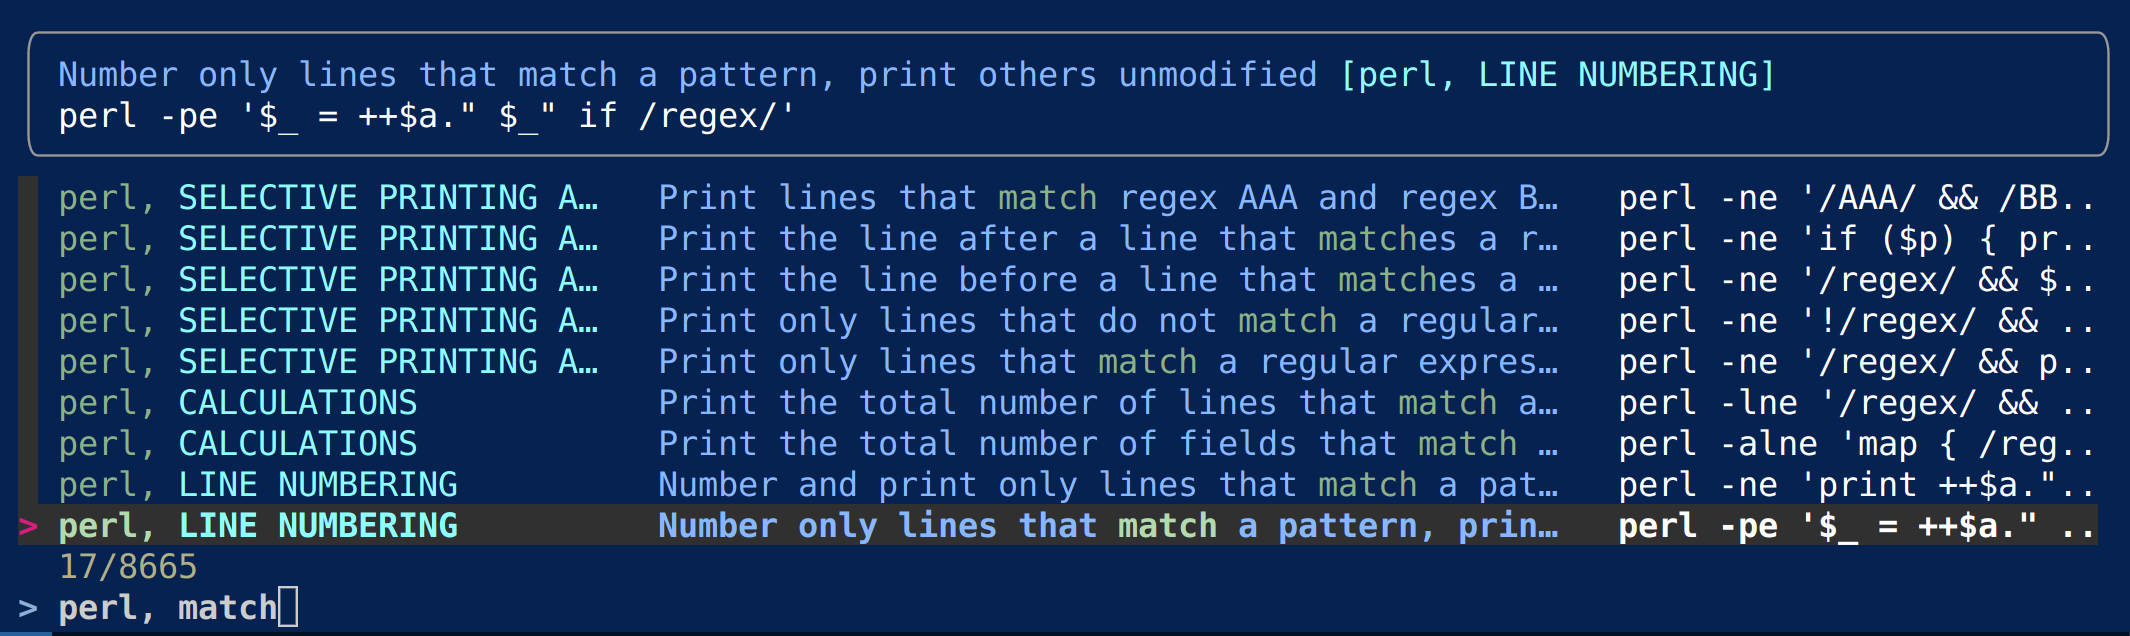 Number only lines that match a pattern, print others unmodified [perl, LINE NUMBERING]
perl -pe '$_ = ++$a." $_" if /regex/'
perl, SELECTIVE PRINTING A… Print lines that match regex AAA and regex B… perl -ne '/AAA/ && /BB..
perl, SELECTIVE PRINTING A… Print the line after a line that matches a r… perl -ne 'if ($p) { pr..
perl, SELECTIVE PRINTING A… Print the line before a line that matches a … perl -ne '/regex/ && $..
perl, SELECTIVE PRINTING A… Print only lines that do not match a regular… perl -ne '!/regex/ && ..
perl, SELECTIVE PRINTING A… Print only lines that match a regular expres… perl -ne '/regex/ && p..
perl, CALCULATIONS Print the total number of lines that match a… perl -lne '/regex/ && ..
perl, CALCULATIONS Print the total number of fields that match … perl -alne 'map { /reg..
perl, LINE NUMBERING Number and print only lines that match a pat… perl -ne 'print ++$a."..
> perl, LINE NUMBERING Number only lines that match a pattern, prin… perl -pe '$_ = ++$a." ..
17/8665
> perl, match